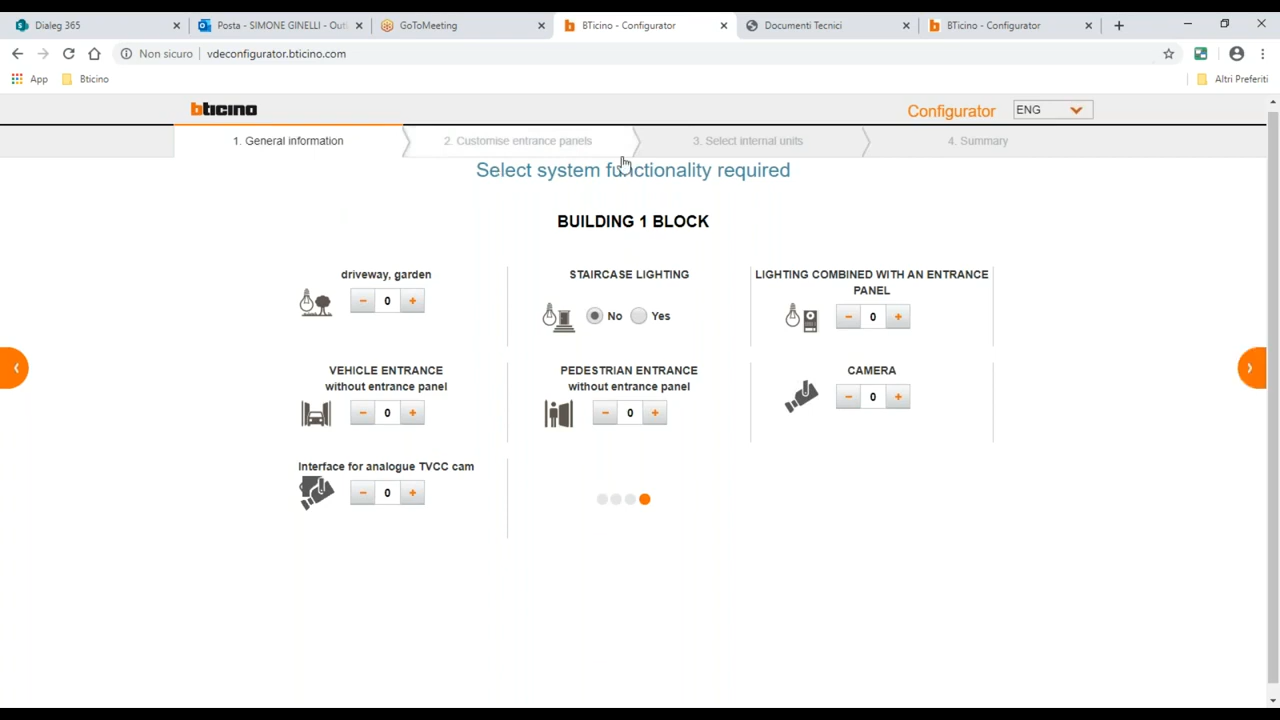 Dialeg 365
Posta - SIMONE GINELLI - Out
GoToMeeting
BTicino - Configurator
Documenti Tecnici
BTicino - Configurator
Non sicuro
vdeconfigurator.bticino.com
App
Bticino
Altri Preferiti
bticino
Configurator
ENG
1. General information
2. Customise entrance panels
3. Select internal units
4. Summary
Select system functionality required
BUILDING 1 BLOCK
driveway, garden
0
STAIRCASE LIGHTING
No
Yes
LIGHTING COMBINED WITH AN ENTRANCE
PANEL
0
VEHICLE ENTRANCE
without entrance panel
0
PEDESTRIAN ENTRANCE
without entrance panel
0
CAMERA
0
Interface for analogue TVCC cam
0